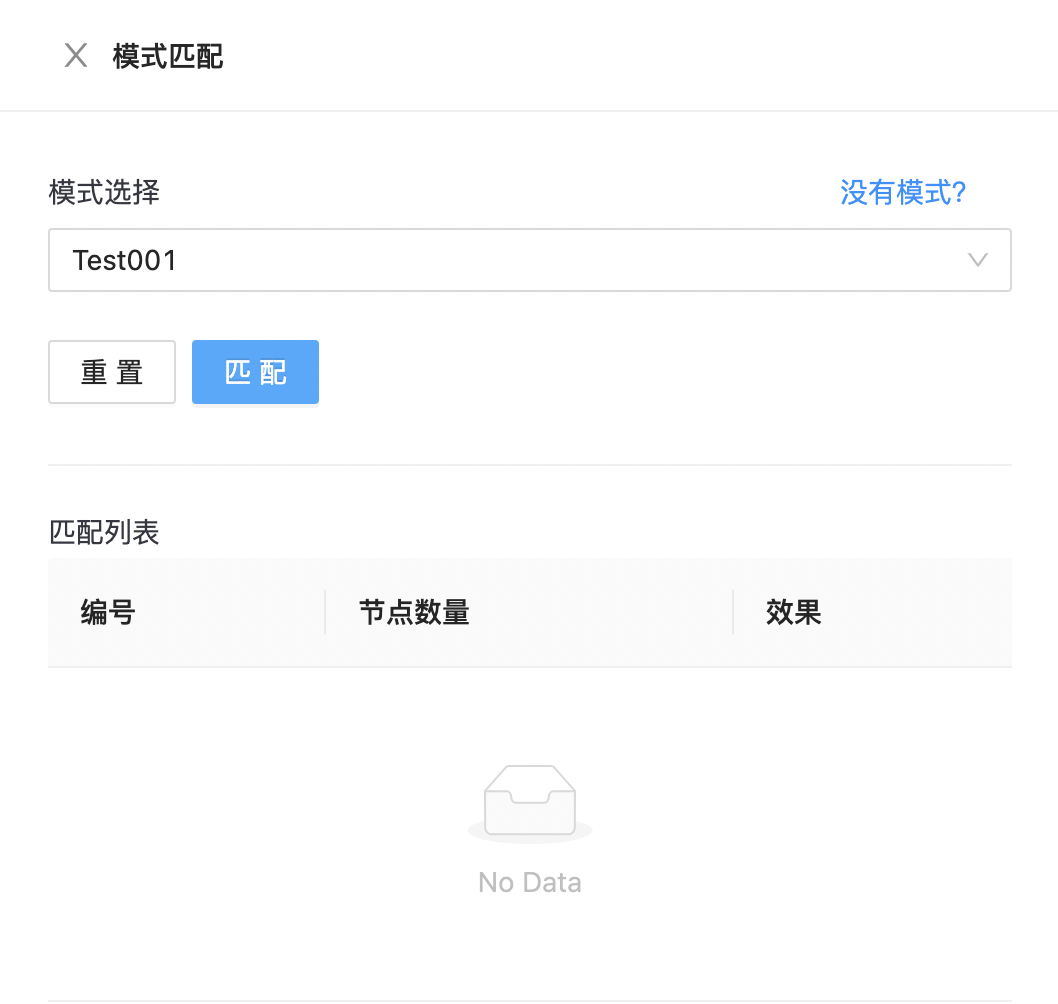 模式匹配
模式选择 没有模式?
Test001
重 置 匹 配
匹配列表
编号 节点数量 效果
No Data